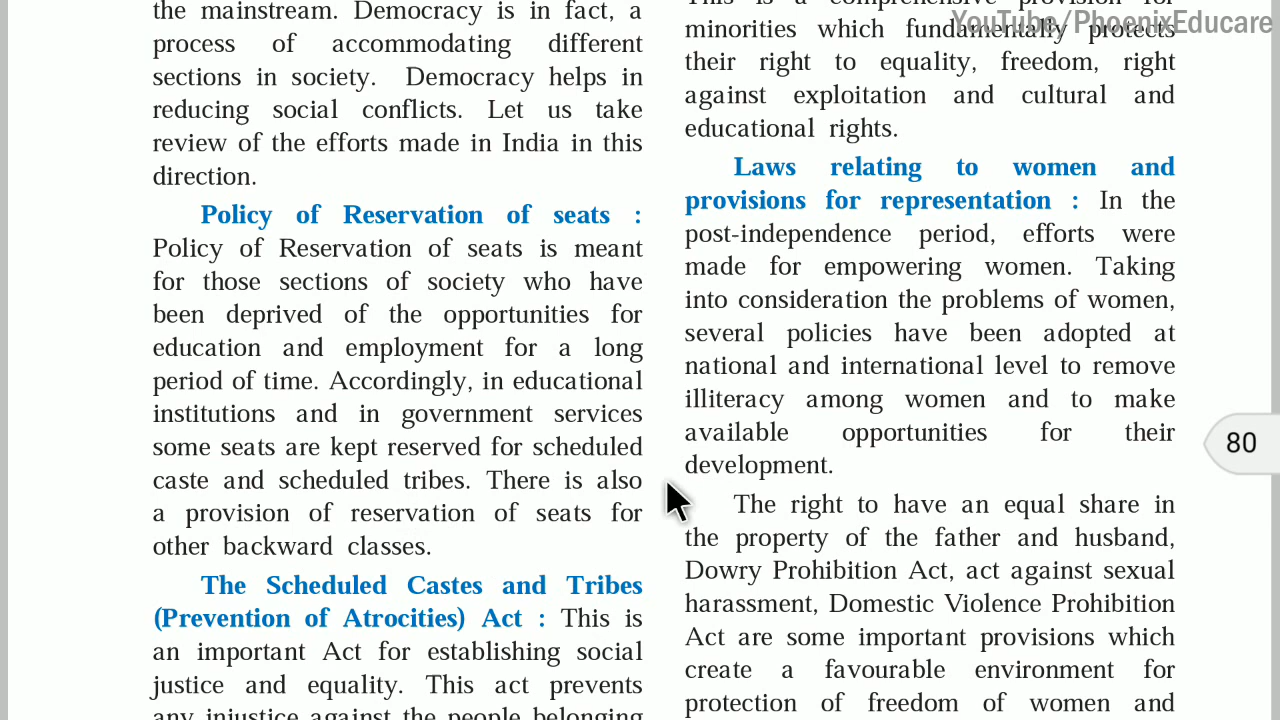 the mainstream. Democracy is in fact, a
process of accommodating different
sections in society. Democracy helps in
reducing social conflicts. Let us take
review of the efforts made in India in this
direction.
Policy of Reservation of seats :
Policy of Reservation of seats is meant
for those sections of society who have
been deprived of the opportunities for
education and employment for a long
period of time. Accordingly, in educational
institutions and in government services
some seats are kept reserved for scheduled
caste and scheduled tribes. There is also
a provision of reservation of seats for
other backward classes.
The Scheduled Castes and Tribes
(Prevention of Atrocities) Act : This is
an important Act for establishing social
justice and equality. This act prevents
any injustice against the people belonging
This is a comprehensive provision for
YouTube/PhoenixEducare
minorities which fundamentally protects
their right to equality, freedom, right
against exploitation and cultural and
educational rights.
Laws relating to women and
provisions for representation : In the
post-independence period, efforts were
made for empowering women. Taking
into consideration the problems of women,
several policies have been adopted at
national and international level to remove
illiteracy among women and to make
available opportunities for their
development.
The right to have an equal share in
the property of the father and husband,
Dowry Prohibition Act, act against sexual
harassment, Domestic Violence Prohibition
Act are some important provisions which
create a favourable environment for
protection of freedom of women and
80